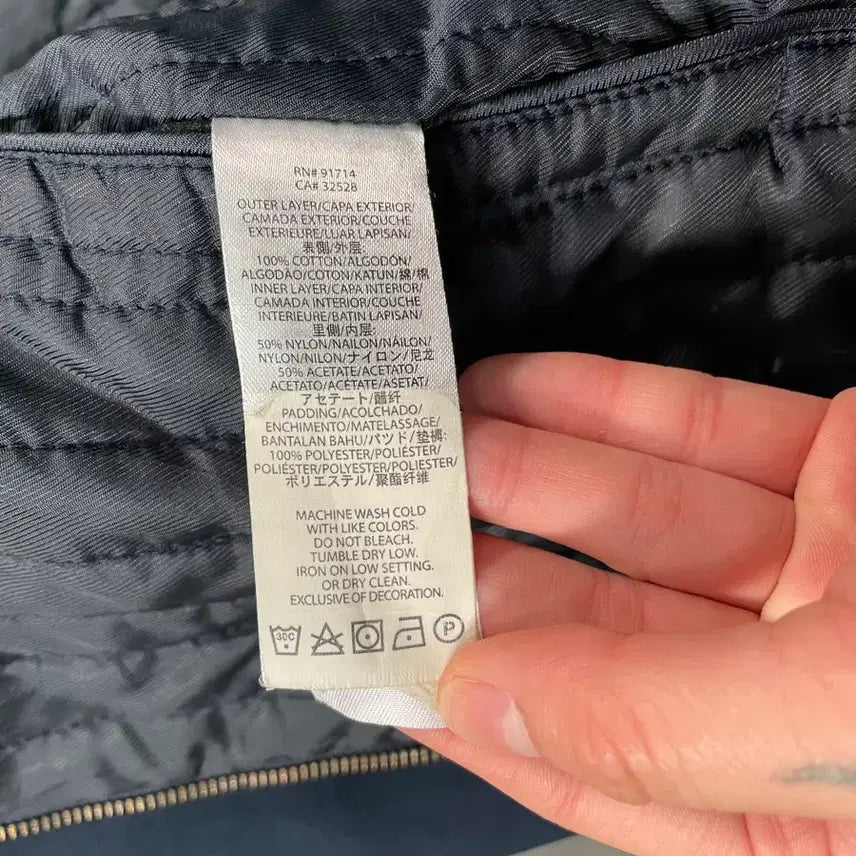 RN# 91714
CA# 32528
OUTER LAYER/CAPA EXTERIOR/
CAMADA EXTERIOR/COUCHE
EXTERIEURE/LUAR LAPISAN/
表側/外层:
100% COTTON/ALGODÓN/
ALGODÃO/COTON/KATUN/綿/棉
INNER LAYER/CAPA INTERIOR/
CAMADA INTERIOR/COUCHE
INTERIEURE/BATIN LAPISAN/
里側/内层:
50% NYLON/NAILON/NÁILON/
NYLON/NILON/ナイロン/尼龙
50% ACETATE/ACETATO/
ACETATO/ACÉTATE/ASETAT/
アセテート/醋纤
PADDING/ACOLCHADO/
ENCHIMENTO/MATELASSAGE/
BANTALAN BAHU/パッド/垫褥:
100% POLYESTER/POLIÉSTER/
POLIÉSTER/POLYESTER/POLIESTER/
ポリエステル/聚酯纤维
MACHINE WASH COLD
WITH LIKE COLORS.
DO NOT BLEACH.
TUMBLE DRY LOW.
IRON ON LOW SETTING.
OR DRY CLEAN.
EXCLUSIVE OF DECORATION.
30C P